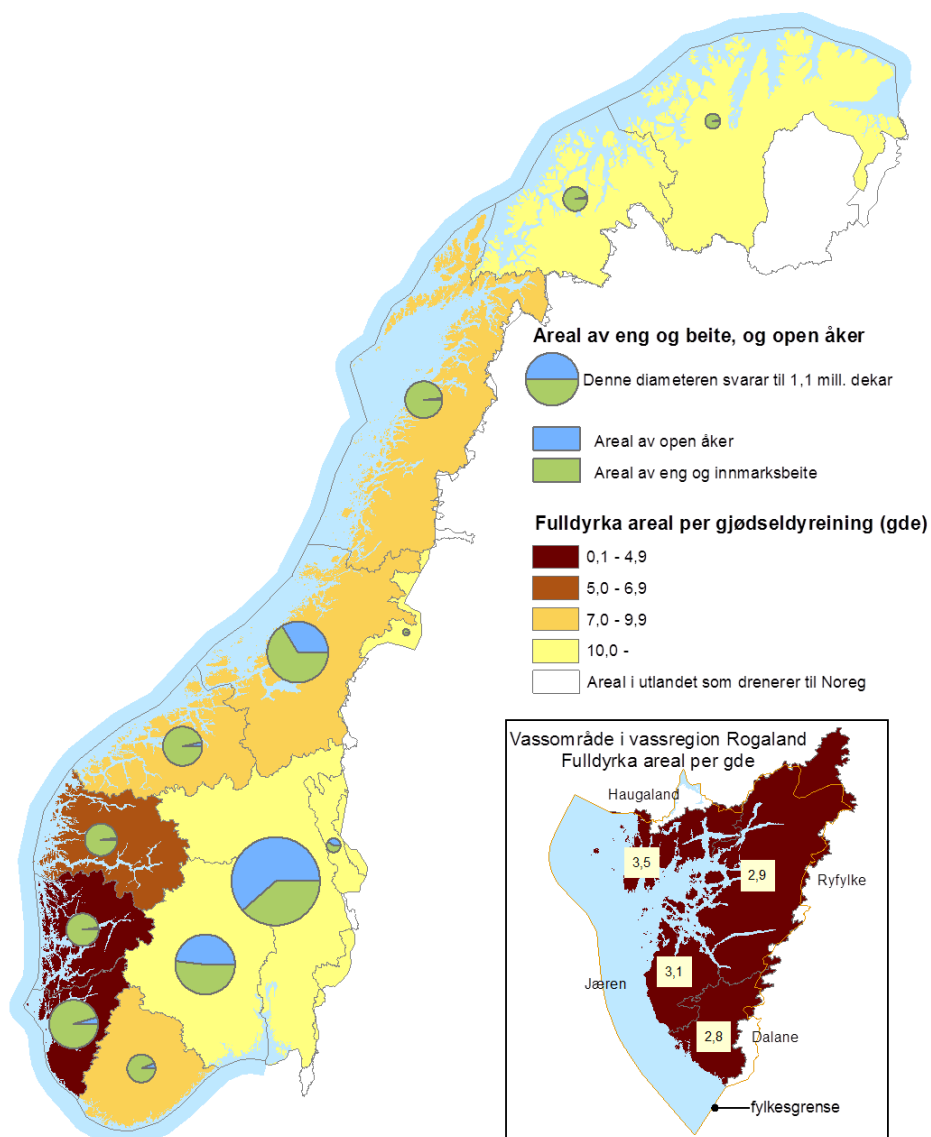 Areal av eng og beite, og open åker
Denne diameteren svarar til 1,1 mill. dekar
Areal av open åker
Areal av eng og innmarksbeite
Fulldyrka areal per gjødseldyreining (gde)
0,1 - 4,9
5,0 - 6,9
7,0 - 9,9
10,0 -
Areal i utlandet som drenerer til Noreg
Vassområde i vassregion Rogaland
Fulldyrka areal per gde
Haugaland
3,5
2,9
Ryfylke
3,1
Jæren
2,8
Dalane
fylkesgrense